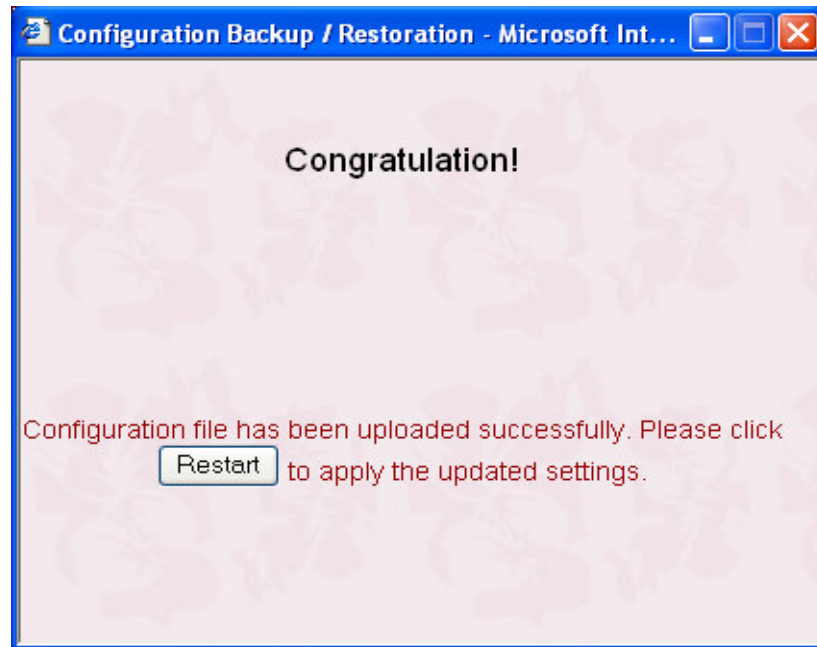 Configuration Backup / Restoration - Microsoft Int...
Congratulation!
Configuration file has been uploaded successfully. Please click
Restart to apply the updated settings.